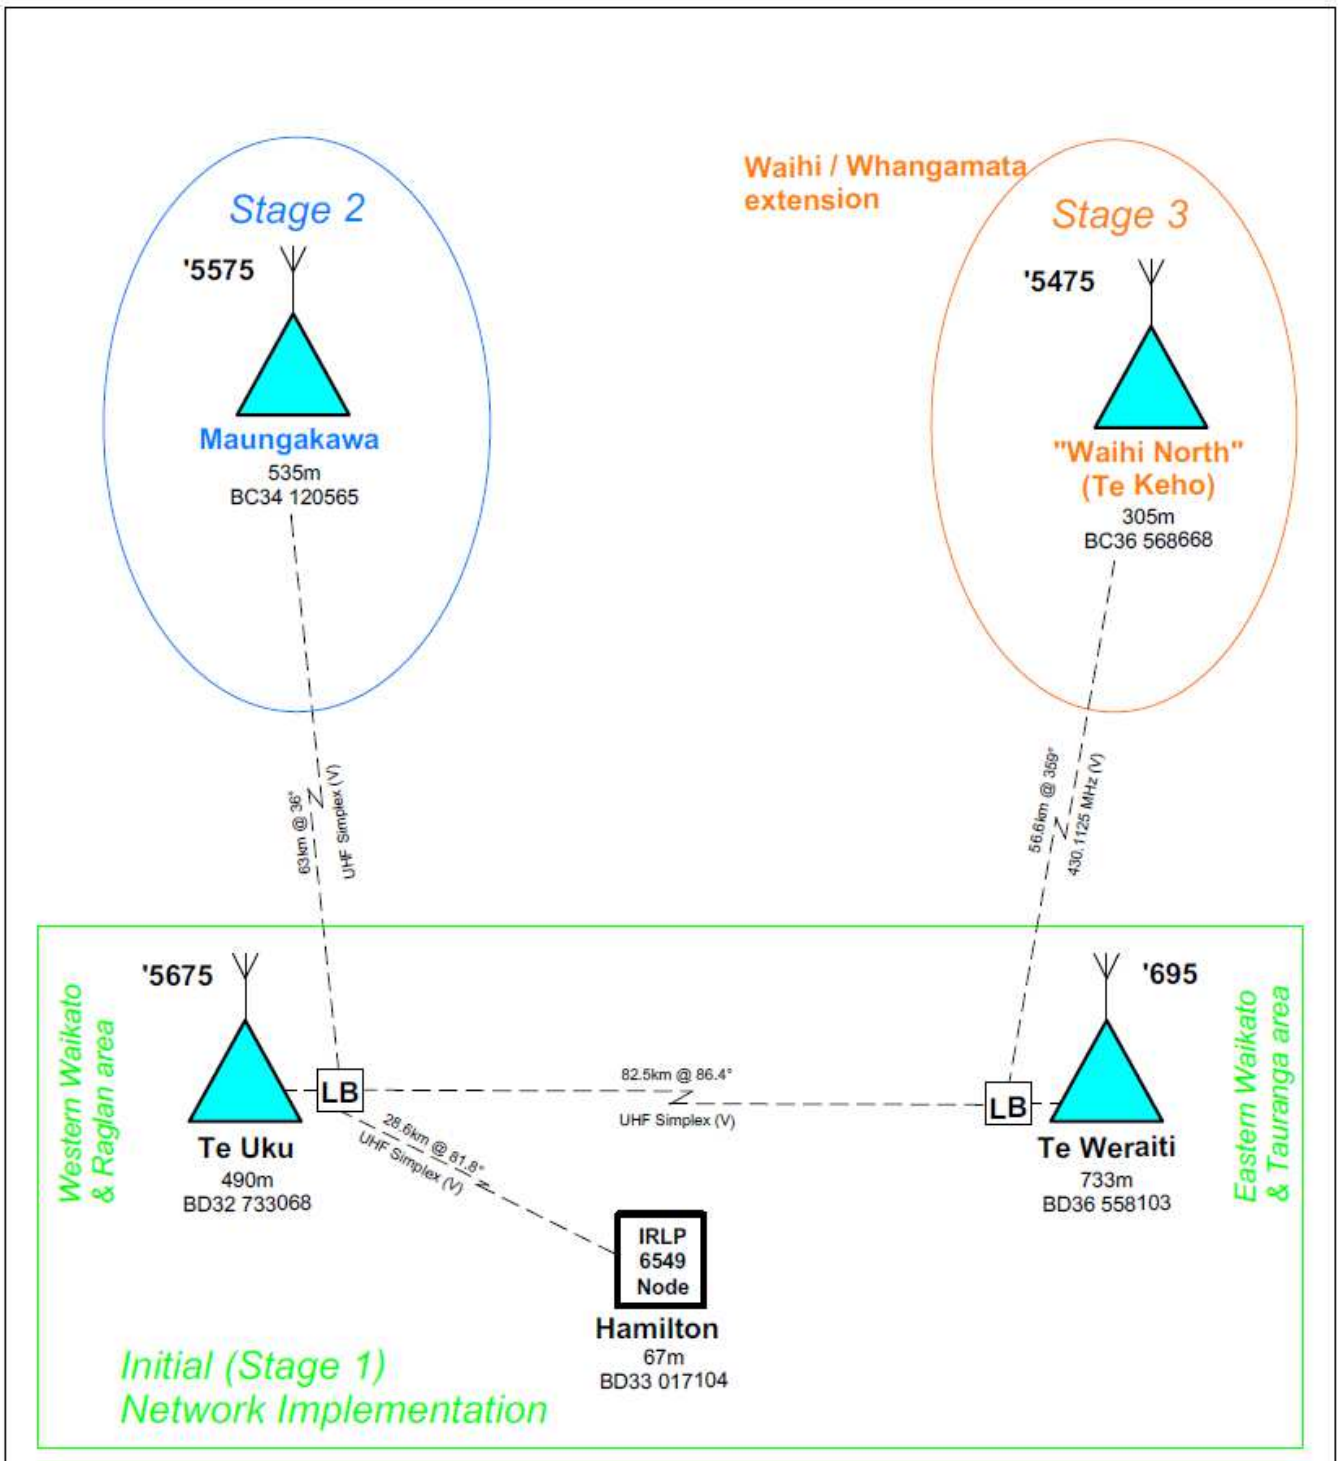 Waihi / Whangamata
extension
Stage 2
Stage 3
'5575
'5475
Maungakawa
535m
BC34 120565
"Waihi North"
(Te Keho)
305m
BC36 568668
63km @ 36°
UHF Simplex (V)
56.6km @ 359°
430.1125 MHz (V)
Western Waikato
& Raglan area
'5675
'695
Eastern Waikato
& Tauranga area
LB
82.5km @ 86.4°
UHF Simplex (V)
LB
28.6km @ 81.8°
UHF Simplex (V)
Te Uku
490m
BD32 733068
Te Weraiti
733m
BD36 558103
IRLP
6549
Node
Hamilton
67m
BD33 017104
Initial (Stage 1)
Network Implementation